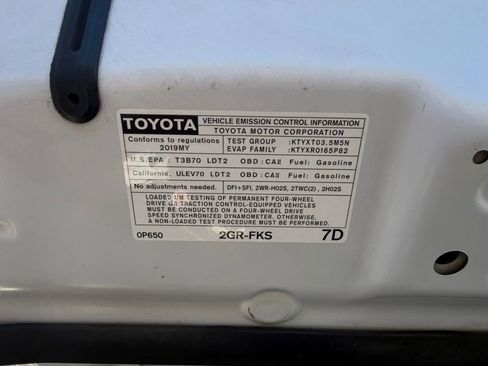 TOYOTA VEHICLE EMISSION CONTROL INFORMATION
TOYOTA MOTOR CORPORATION
Conforms to regulations TEST GROUP :KTYXT03.5M5N
2019MY EVAP FAMILY :KTYXR0165P82
U.S.EPA : T3B70 LDT2 OBD:CAII Fuel: Gasoline
California: ULEV70 LDT2 OBD:CAII Fuel: Gasoline
No adjustments needed. DFI+SFI, 2WR-HO2S, 2TWC(2), 2HO2S
LOADED I/M TESTING OF PERMANENT FOUR-WHEEL
DRIVE OR TRACTION CONTROL-EQUIPPED VEHICLES
MUST BE CONDUCTED ON A FOUR-WHEEL DRIVE
SPEED SYNCHRONIZED DYNAMOMETER. OTHERWISE,
A NON-LOADED TEST PROCEDURE MUST BE PERFORMED.
0P650 2GR-FKS 7D